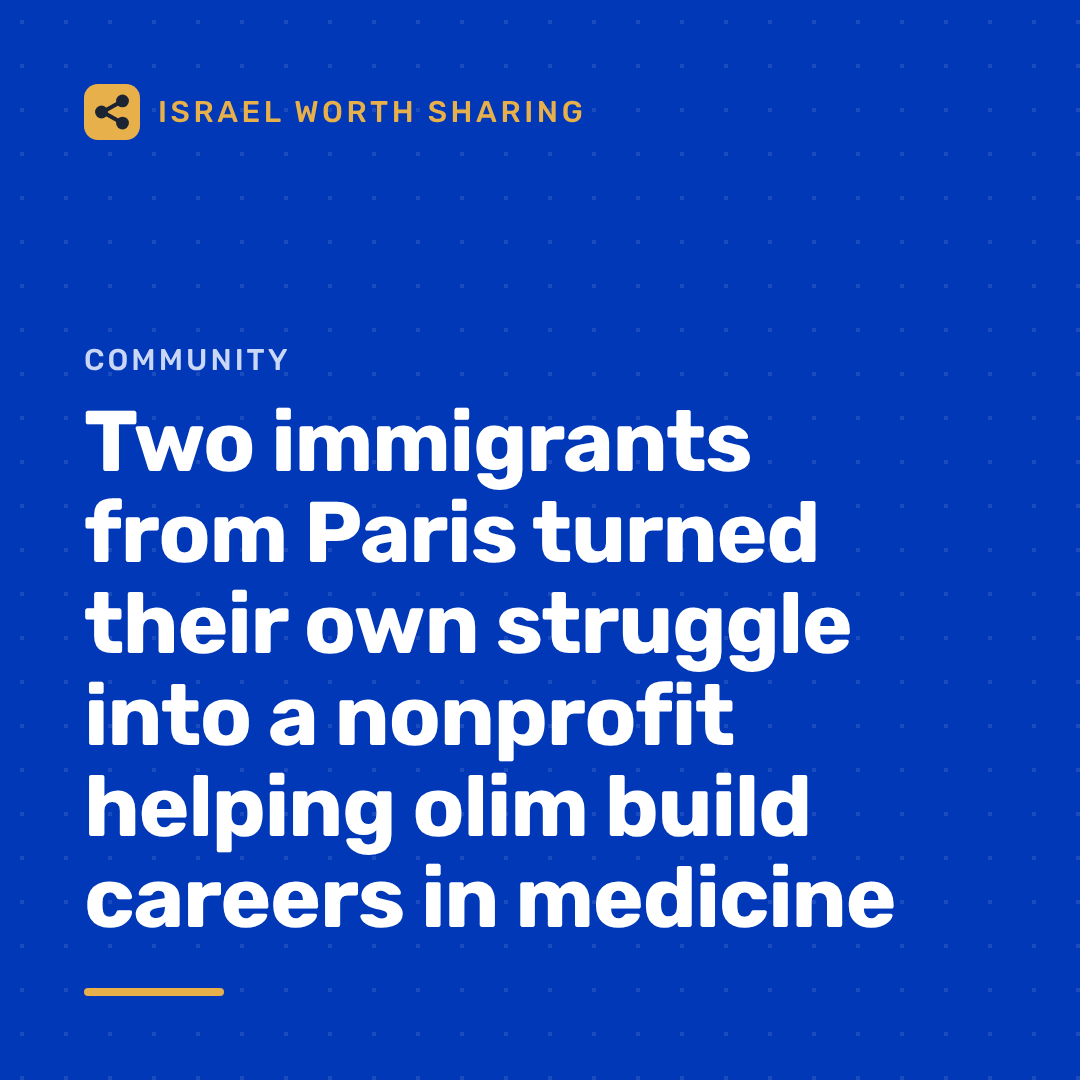 ISRAEL WORTH SHARING
COMMUNITY
Two immigrants
from Paris turned
their own struggle
into a nonprofit
helping olim build
careers in medicine